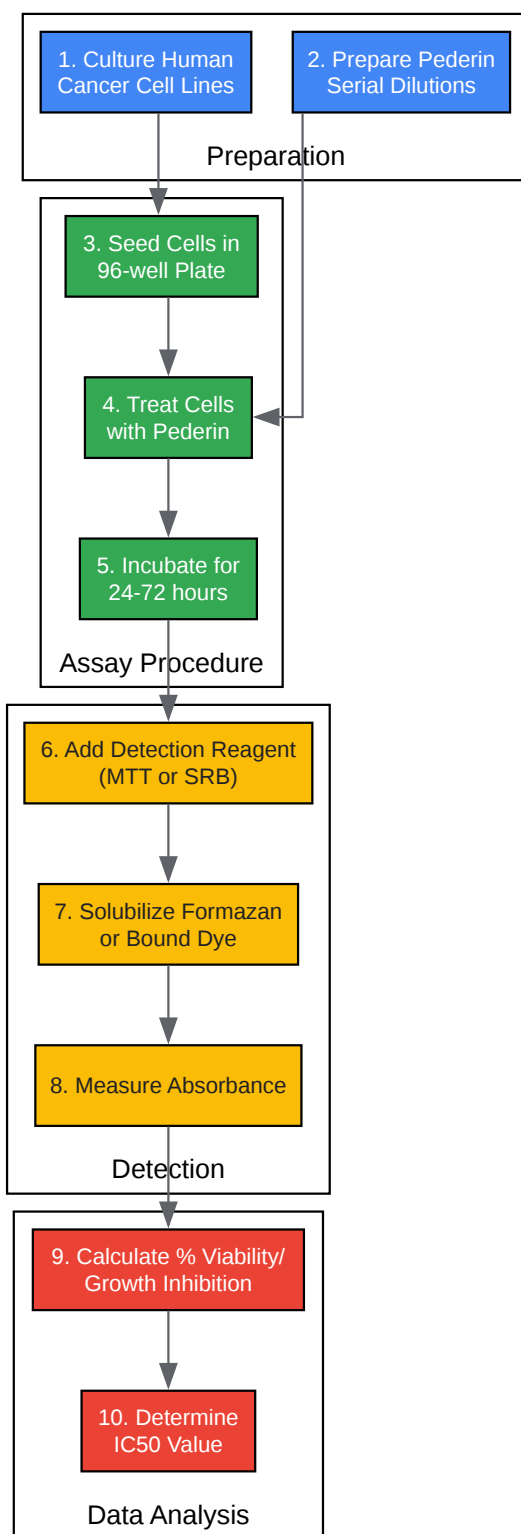 1. Culture Human
Cancer Cell Lines
2. Prepare Pederin
Serial Dilutions
Preparation
3. Seed Cells in
96-well Plate
4. Treat Cells
with Pederin
5. Incubate for
24-72 hours
Assay Procedure
6. Add Detection Reagent
(MTT or SRB)
7. Solubilize Formazan
or Bound Dye
8. Measure Absorbance
Detection
9. Calculate % Viability/
Growth Inhibition
10. Determine
IC50 Value
Data Analysis